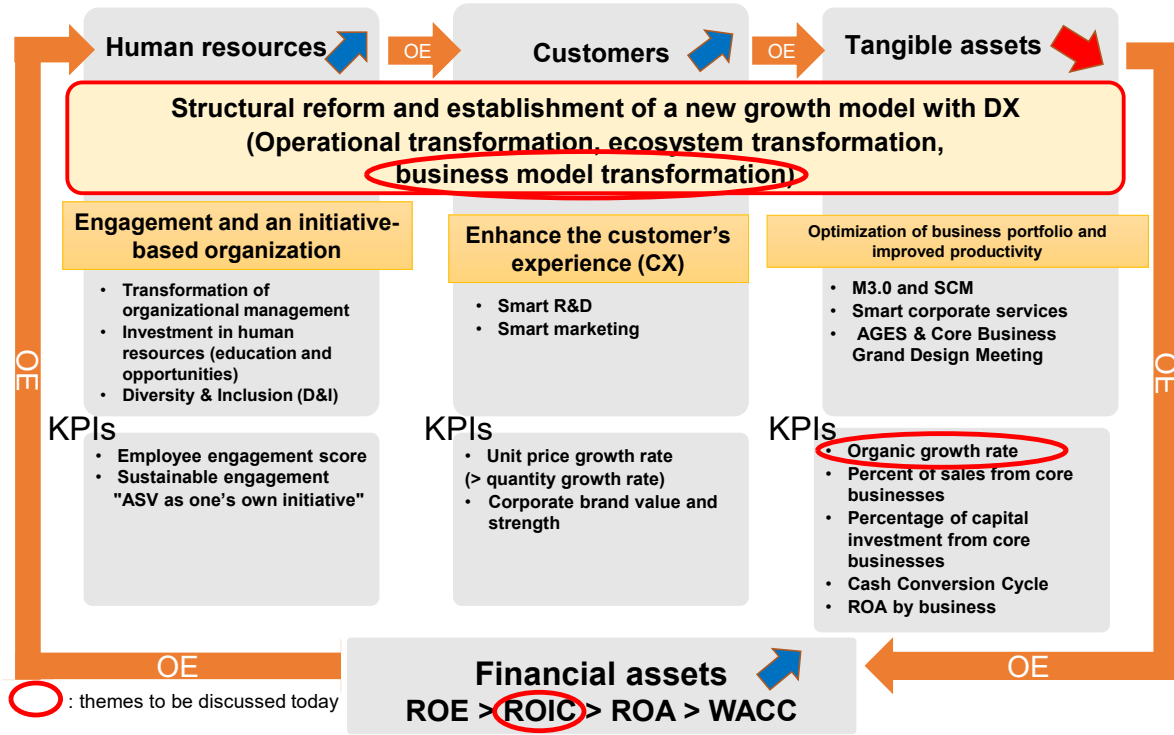 Human resources
OE
Customers
OE
Tangible assets
Structural reform and establishment of a new growth model with DX
(Operational transformation, ecosystem transformation,
business model transformation)
Engagement and an initiative-
based organization
• Transformation of
organizational management
• Investment in human
resources (education and
opportunities)
• Diversity & Inclusion (D&I)
Enhance the customer's
experience (CX)
• Smart R&D
• Smart marketing
Optimization of business portfolio and
improved productivity
• M3.0 and SCM
• Smart corporate services
• AGES & Core Business
Grand Design Meeting
OE
OE
KPIs
• Employee engagement score
• Sustainable engagement
"ASV as one's own initiative"
KPIs
• Unit price growth rate
(> quantity growth rate)
• Corporate brand value and
strength
KPIs
• Organic growth rate
• Percent of sales from core
businesses
• Percentage of capital
investment from core
businesses
• Cash Conversion Cycle
• ROA by business
OE
Financial assets
ROE > ROIC > ROA > WACC
OE
: themes to be discussed today